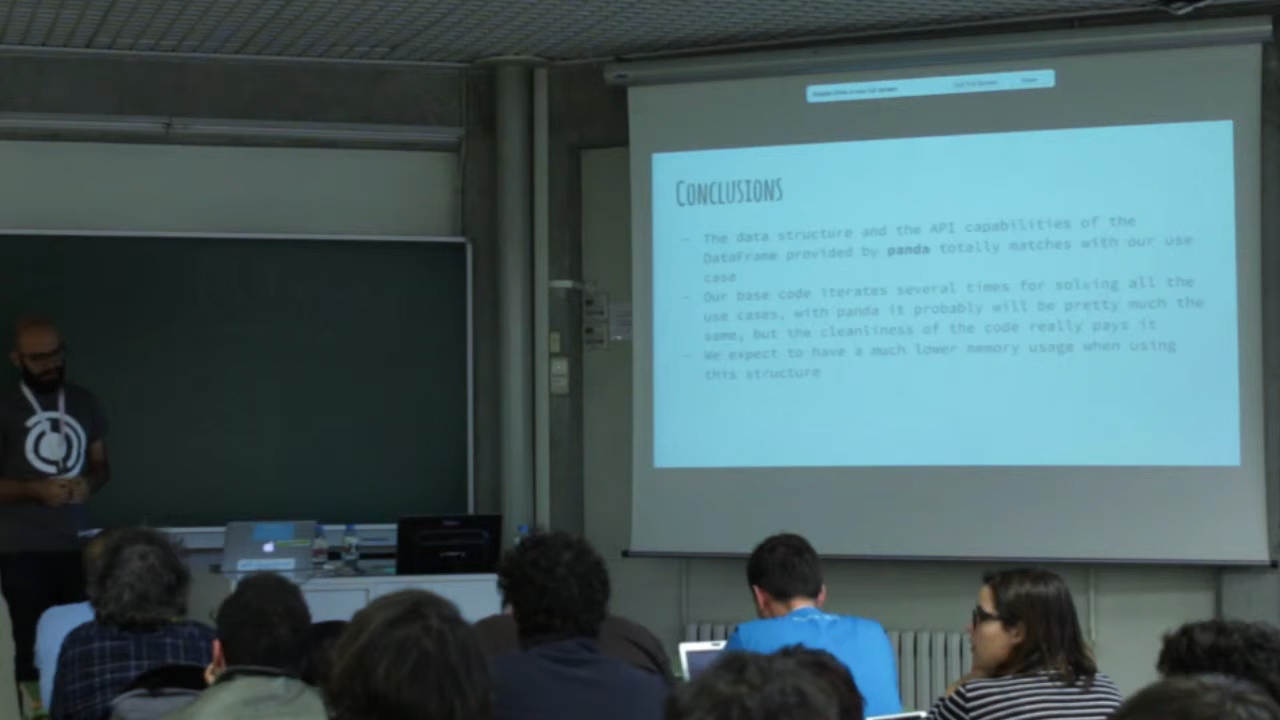 CONCLUSIONS
- The data structure and the API capabilities of the
DataFrame provided by panda totally matches with our use
case
- Our base code iterates several times for solving all the
use cases, with panda it probably will be pretty much the
same, but the cleanliness of the code really pays it
- We expect to have a much lower memory usage when using
this structure